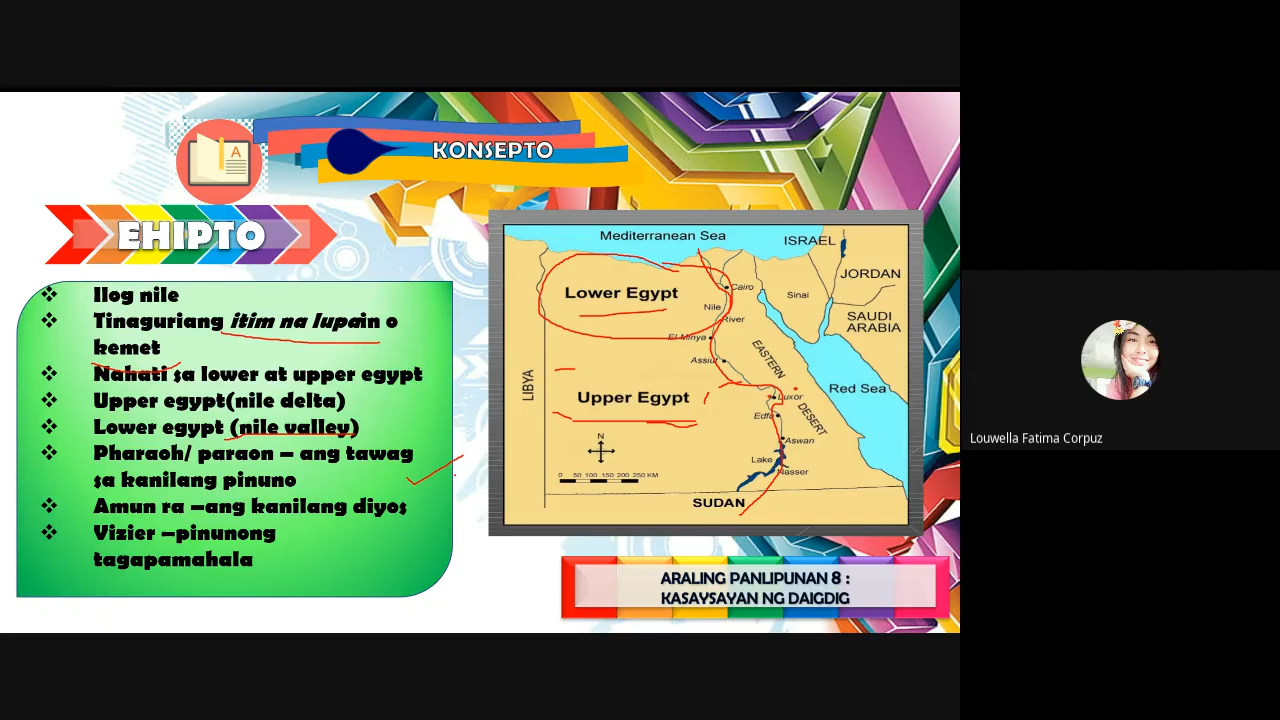 KONSEPTO
A
EHIPTO
Ilog nile
Tinaguriang itim na lupain o
kemet
Nahati sa lower at upper egypt
Upper egypt(nile delta)
Lower egypt (nile valley)
Pharaoh/ paraon – ang tawag
sa kanilang pinuno
Amun ra –ang kanilang diyos
Vizier –pinunong
tagapamahala
Mediterranean Sea
ISRAEL
JORDAN
Cairo
Sinai
Lower Egypt
Nile
River
SAUDI
ARABIA
El-Minya
Assiut
EASTERN
DESERT
LIBYA
Upper Egypt
Red Sea
Luxor
Edfu
Aswan
N
Lake
Nasser
0 50 100 150 200 250 KM
SUDAN
ARALING PANLIPUNAN 8 :
KASAYSAYAN NG DAIGDIG
Louwella Fatima Corpuz